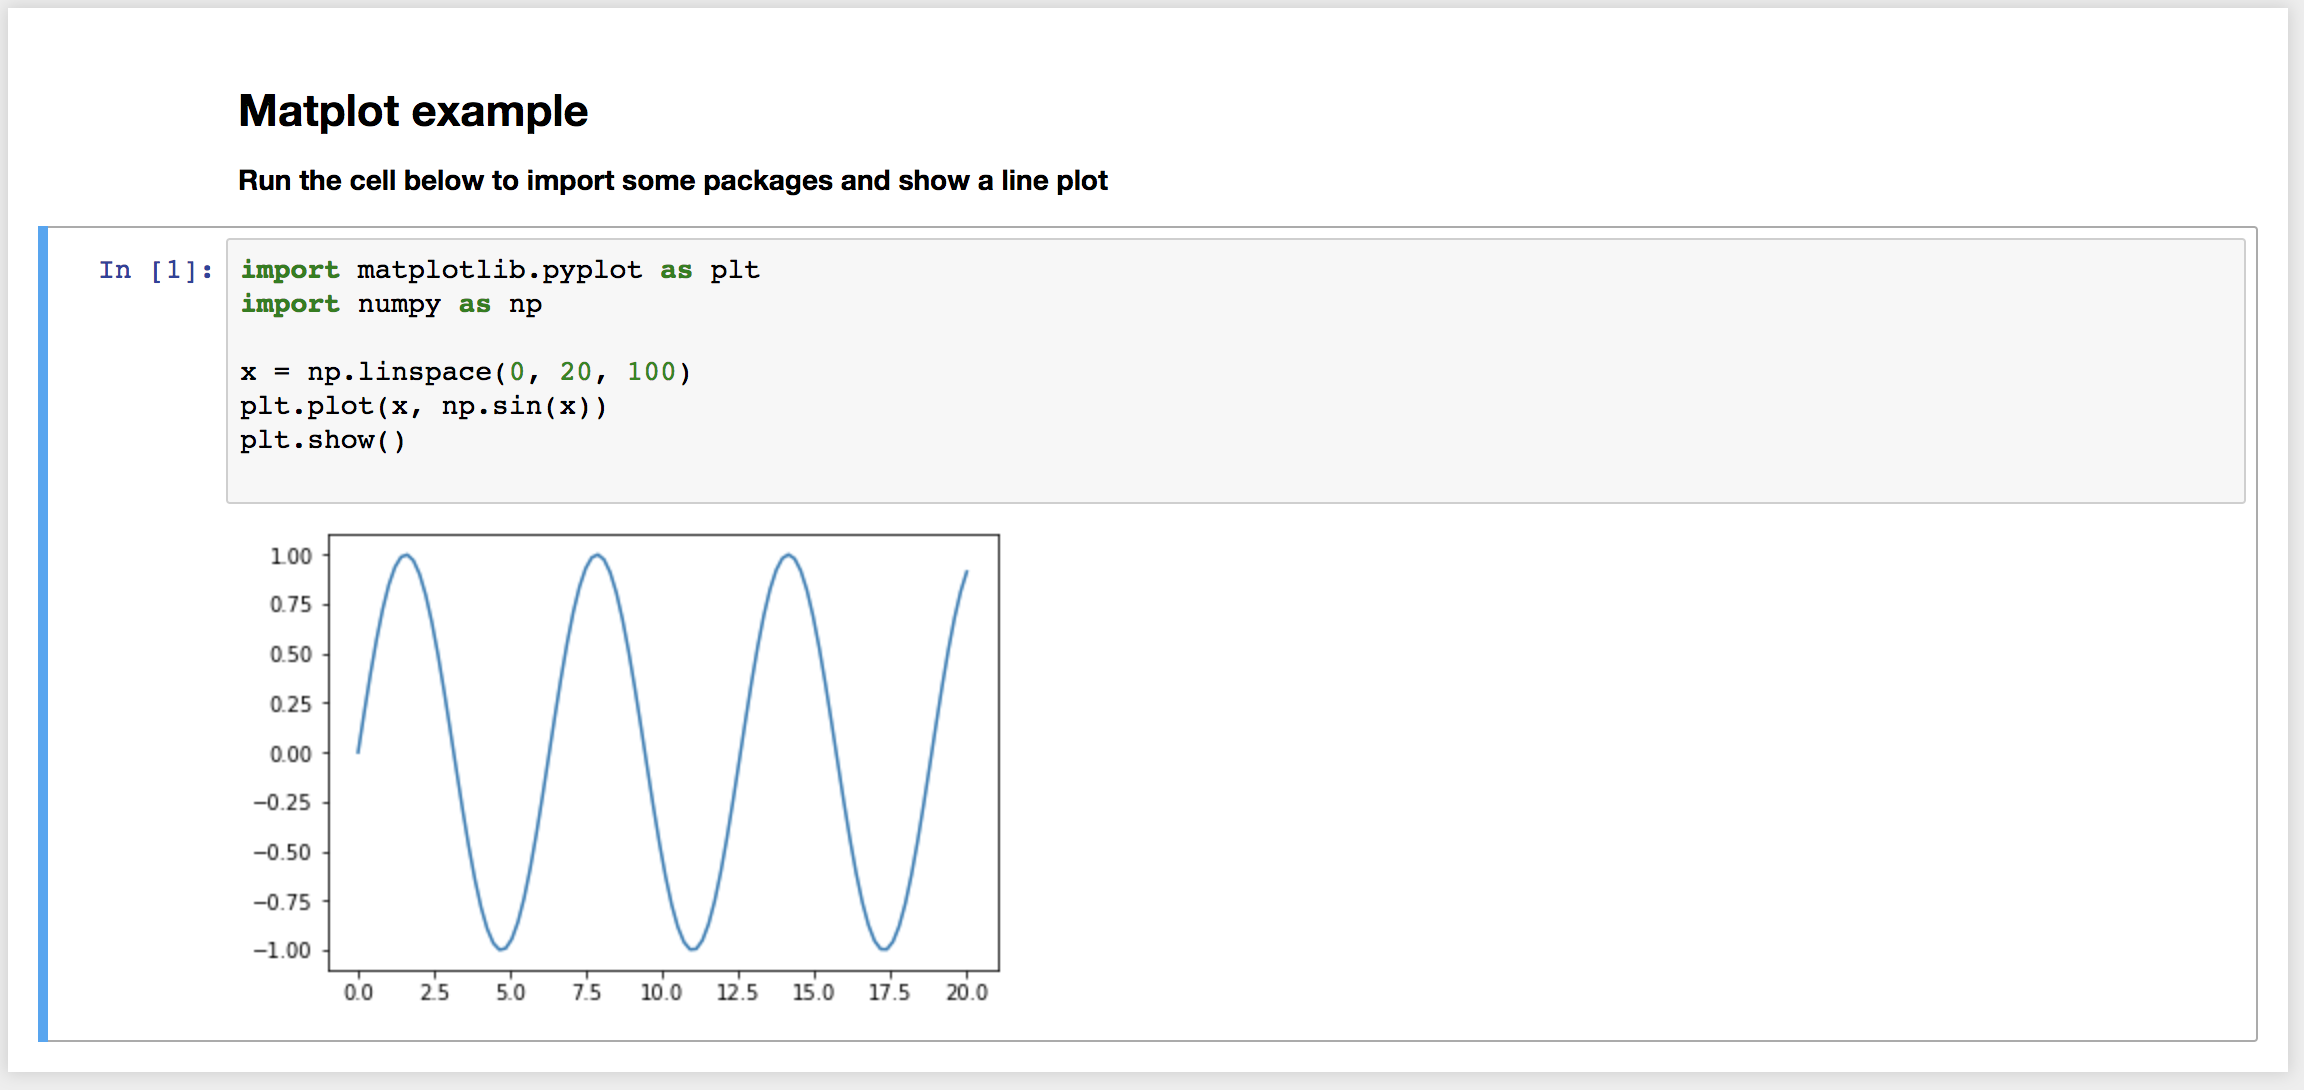 Matplot example
Run the cell below to import some packages and show a line plot
In [1]:
import matplotlib.pyplot as plt
import numpy as np
x = np.linspace(0, 20, 100)
plt.plot(x, np.sin(x))
plt.show()
1.00
0.75
0.50
0.25
0.00
−0.25
−0.50
−0.75
−1.00
0.0 2.5 5.0 7.5 10.0 12.5 15.0 17.5 20.0